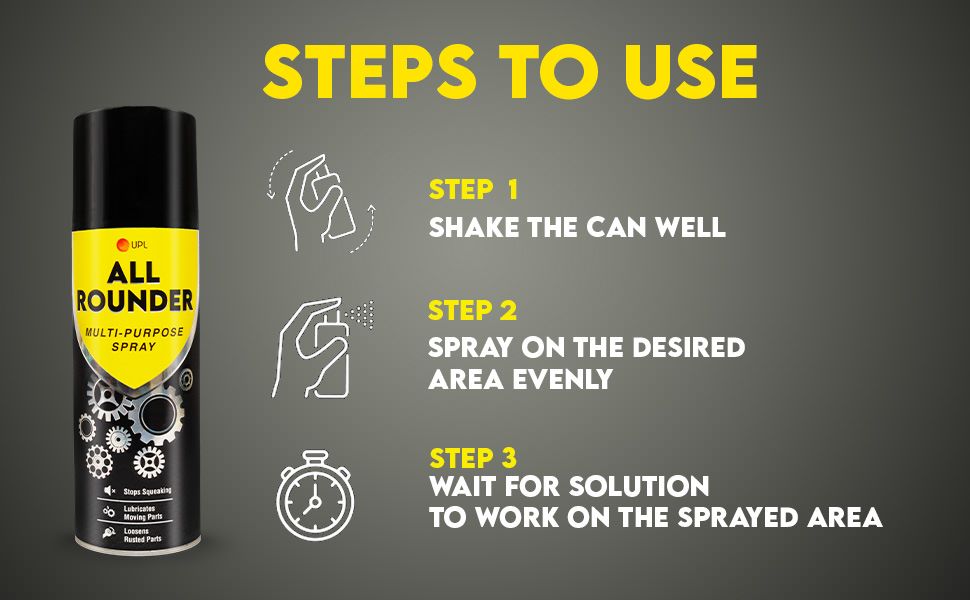 STEPS TO USE
UPL
ALL
ROUNDER
MULTI-PURPOSE
SPRAY
Stops Squeaking
Lubricates
Moving Parts
Loosens
Rusted Parts
STEP 1
SHAKE THE CAN WELL
STEP 2
SPRAY ON THE DESIRED
AREA EVENLY
STEP 3
WAIT FOR SOLUTION
TO WORK ON THE SPRAYED AREA